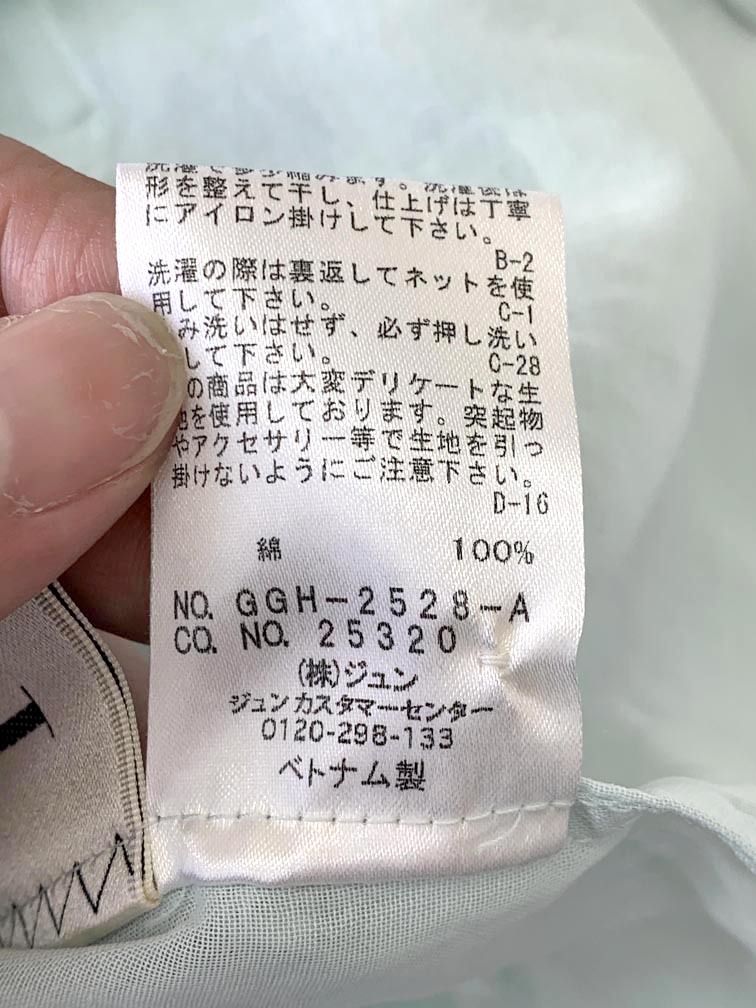 形を整えて干し、仕上げは丁寧
にアイロン掛けして下さい。
B-2
洗濯の際は裏返してネットを使
用して下さい。
C-1
み洗いはせず、必ず押し洗い
して下さい。
C-28
の商品は大変デリケートな生
地を使用しております。突起物
やアクセサリー等で生地を引っ
掛けないようにご注意下さい。
D-16
綿 100%
NO. GGH-2528-A
CO. NO. 25320
(株)ジュン
ジュンカスタマーセンター
0120-298-133
ベトナム製